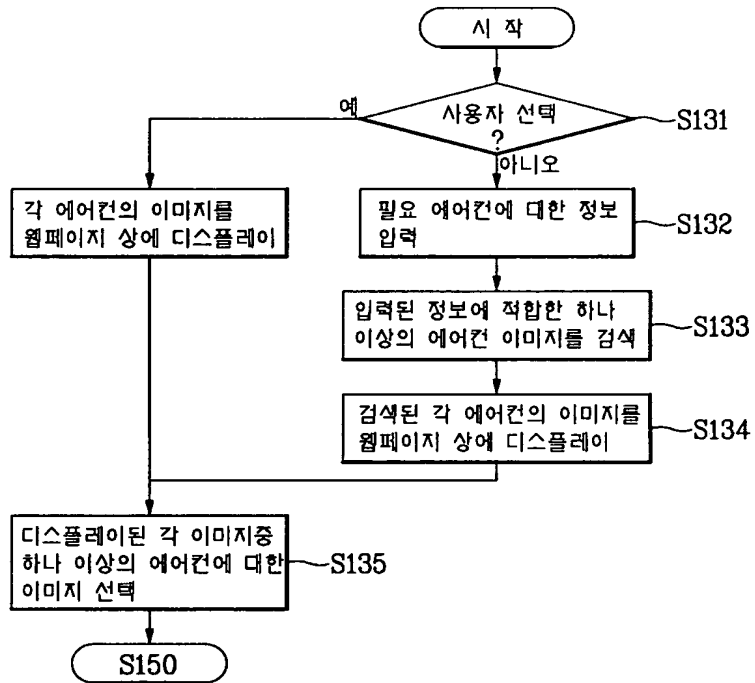 시 작
예
사용자 선택
?
S131
아니오
각 에어컨의 이미지를
웹페이지 상에 디스플레이
필요 에어컨에 대한 정보
입력
S132
입력된 정보에 적합한 하나
이상의 에어컨 이미지를 검색
S133
검색된 각 에어컨의 이미지를
웹페이지 상에 디스플레이
S134
디스플레이된 각 이미지중
하나 이상의 에어컨에 대한
이미지 선택
S135
S150